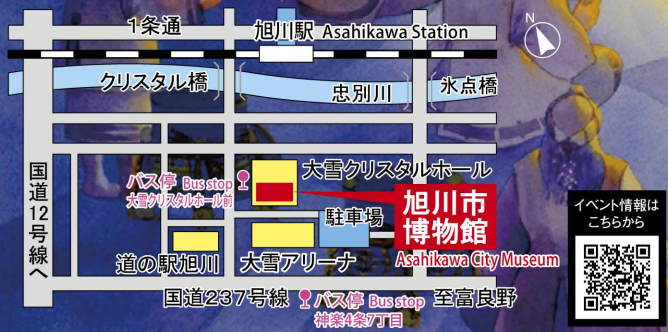 1条通
旭川駅 Asahikawa Station
N
クリスタル橋
忠別川
氷点橋
国道12号線へ
大雪クリスタルホール
バス停 Bus stop
大雪クリスタルホール前
旭川市
博物館
Asahikawa City Museum
駐車場
道の駅旭川
大雪アリーナ
国道237号線
バス停 Bus stop
神楽4条7丁目
至富良野
イベント情報は
こちらから